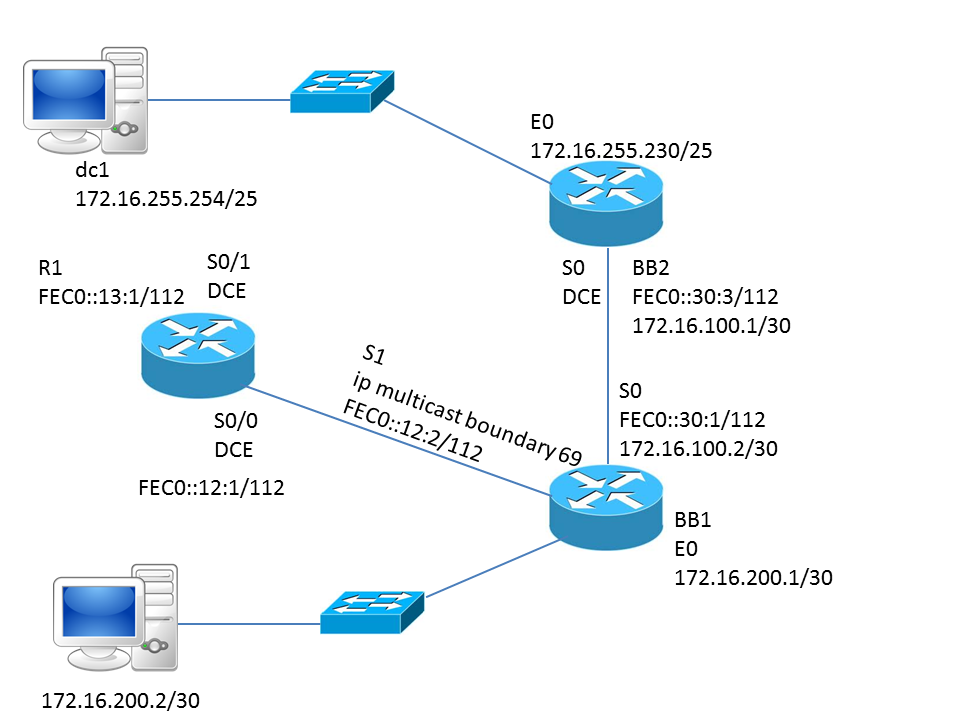 E0
172.16.255.230/25
dc1
172.16.255.254/25
R1
FEC0::13:1/112
S0/1
DCE
S0
DCE
BB2
FEC0::30:3/112
172.16.100.1/30
S1
ip multicast boundary 69
FEC0::12:2/112
S0
FEC0::30:1/112
172.16.100.2/30
S0/0
DCE
FEC0::12:1/112
BB1
E0
172.16.200.1/30
172.16.200.2/30